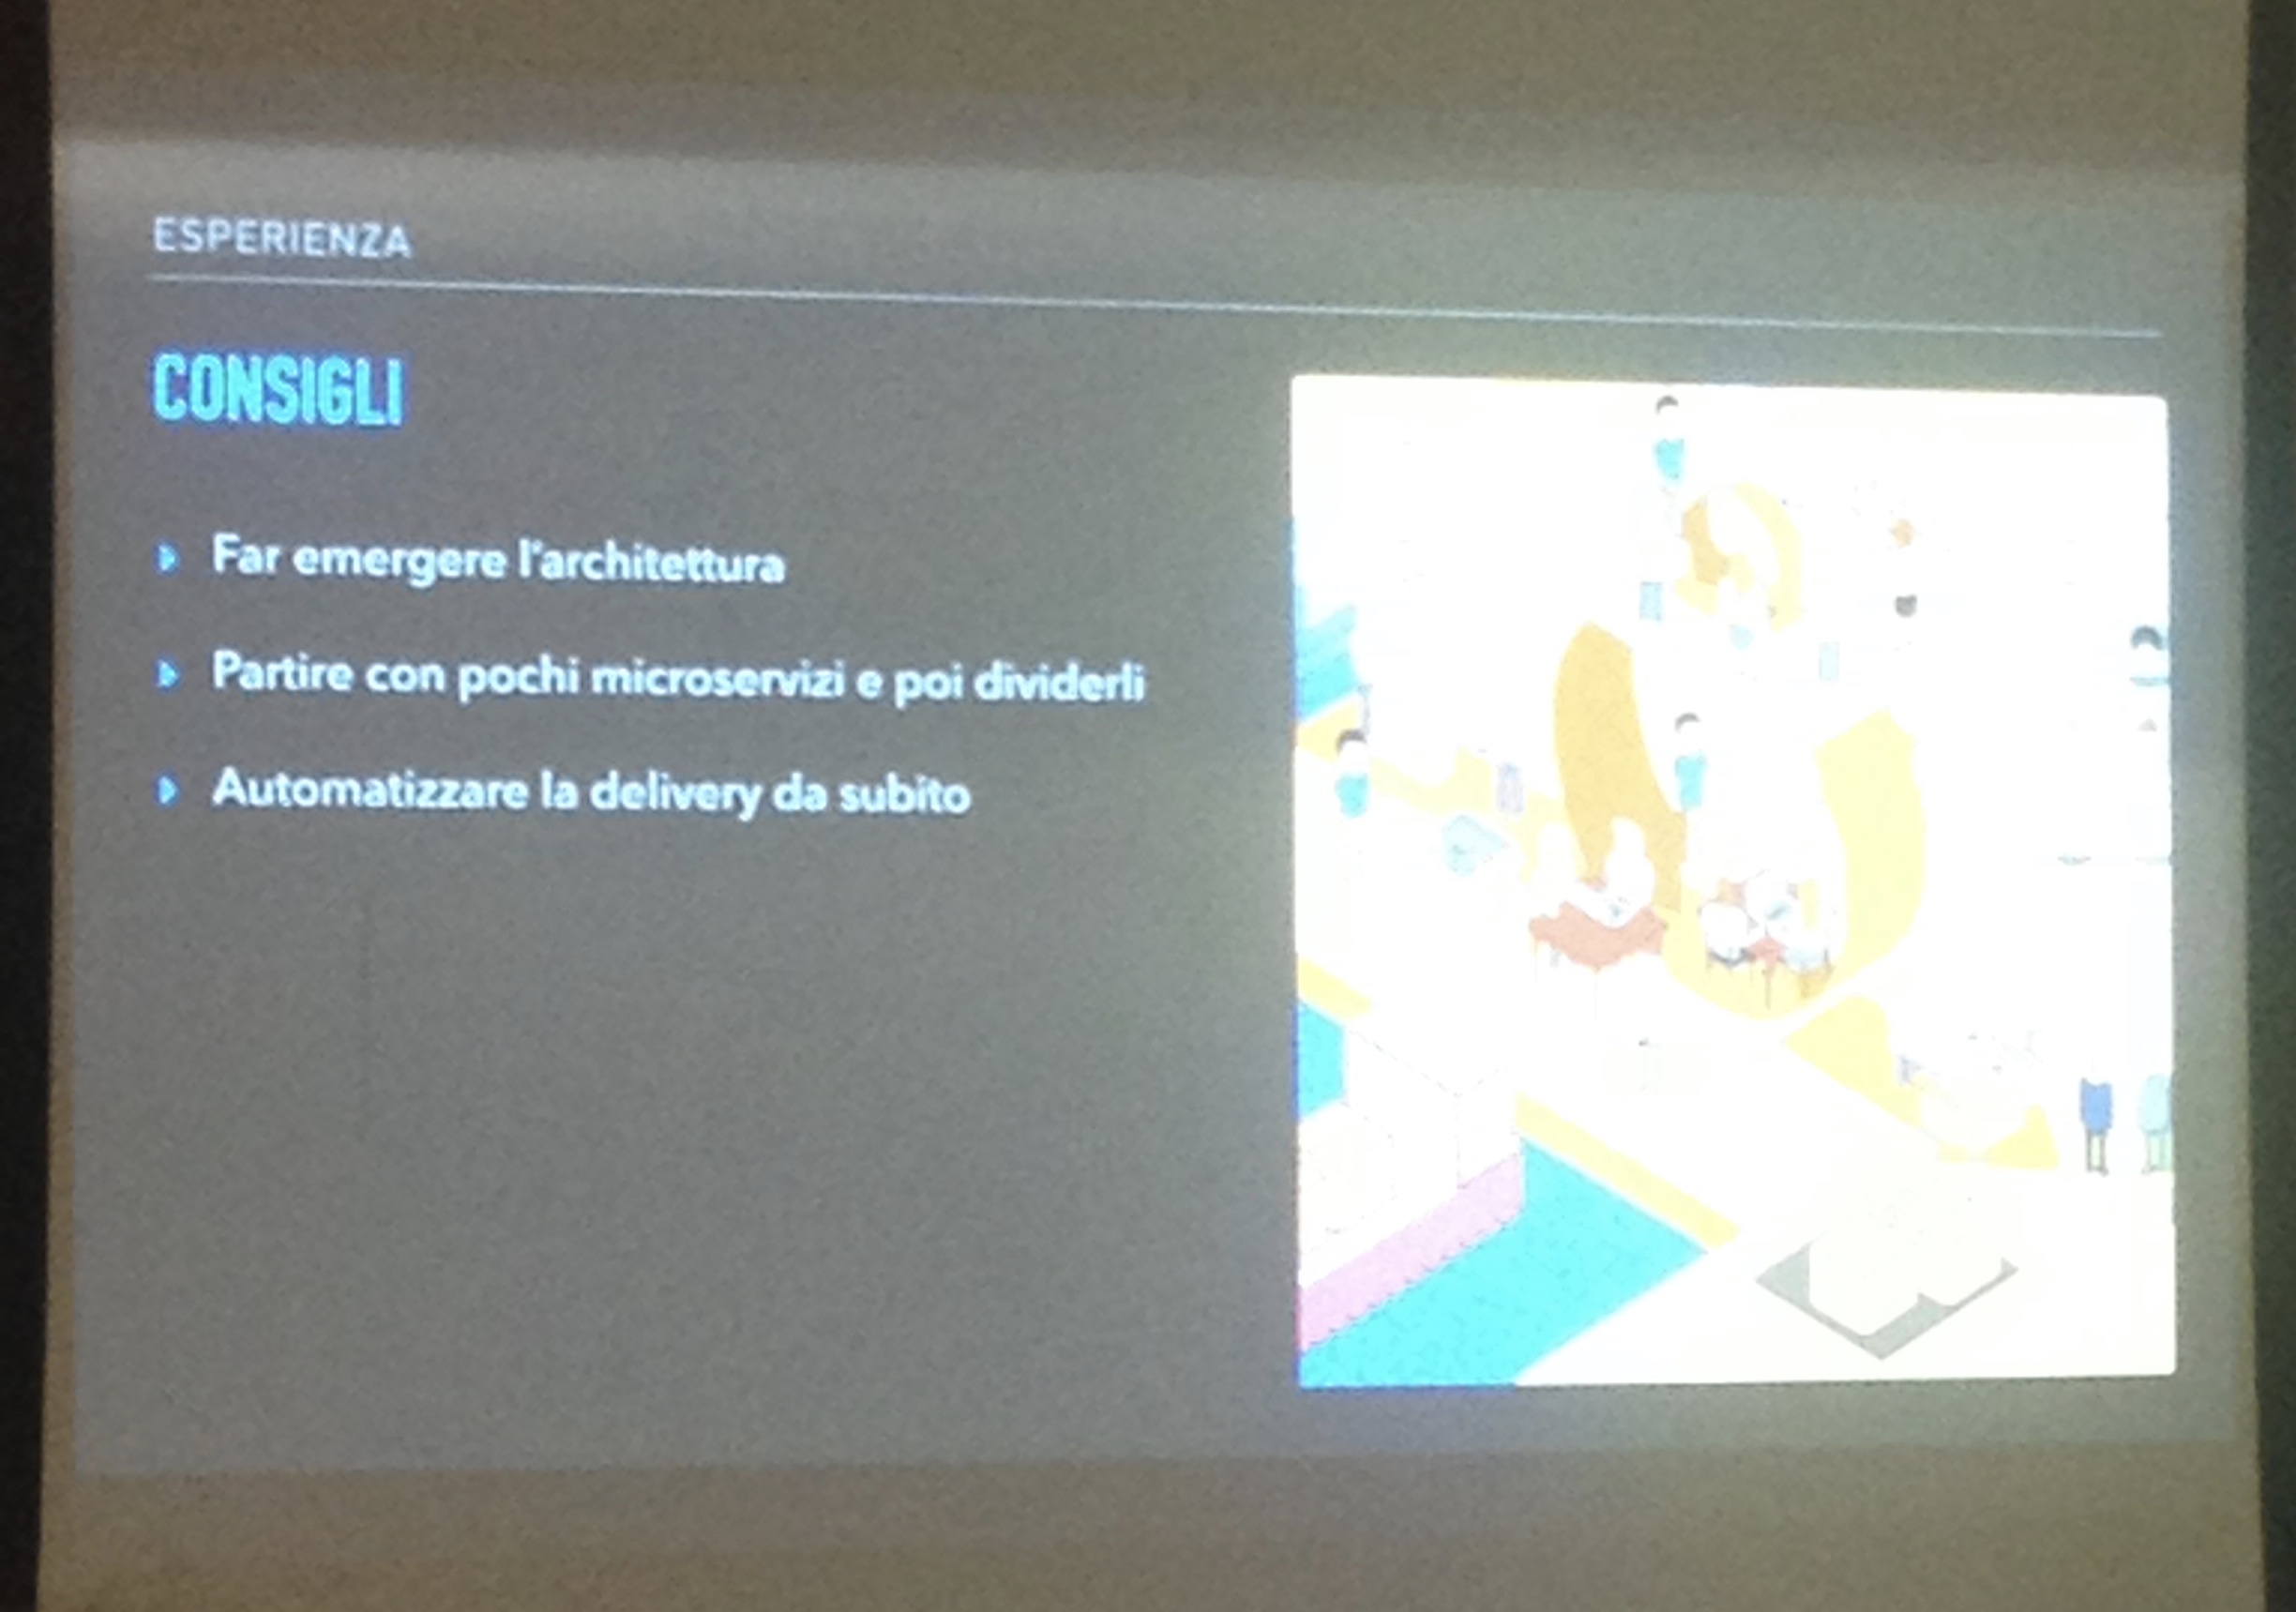 ESPERIENZA
CONSIGLI
Far emergere l'architettura
Partire con pochi microservizi e poi dividerli
Automatizzare la delivery da subito